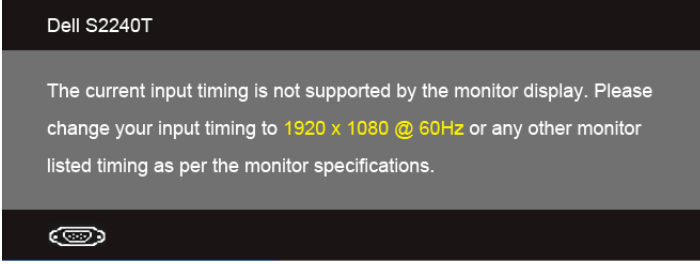 Dell S2240T
The current input timing is not supported by the monitor display. Please
change your input timing to 1920 x 1080 @ 60Hz or any other monitor
listed timing as per the monitor specifications.